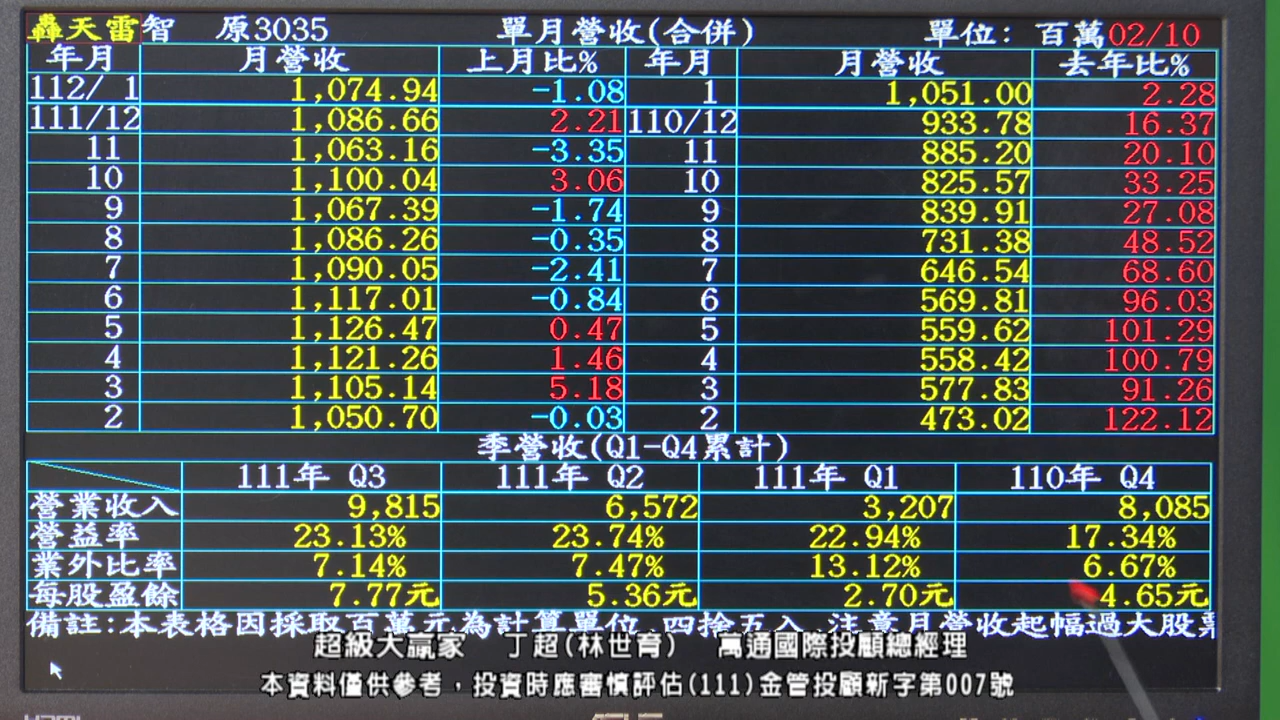 轟天雷智 原3035 單月營收(合併) 單位: 百萬02/10
年月 月營收 上月比% 年月 月營收 去年比%
112/ 1 1,074.94 -1.08 1 1,051.00 2.28
111/12 1,086.66 2.21 110/12 933.78 16.37
11 1,063.16 -3.35 11 885.20 20.10
10 1,100.04 3.06 10 825.57 33.25
9 1,067.39 -1.74 9 839.91 27.08
8 1,086.26 -0.35 8 731.38 48.52
7 1,090.05 -2.41 7 646.54 68.60
6 1,117.01 -0.84 6 569.81 96.03
5 1,126.47 0.47 5 559.62 101.29
4 1,121.26 1.46 4 558.42 100.79
3 1,105.14 5.18 3 577.83 91.26
2 1,050.70 -0.03 2 473.02 122.12
季營收(Q1-Q4累計)
111年 Q3 111年 Q2 111年 Q1 110年 Q4
營業收入 9,815 6,572 3,207 8,085
營益率 23.13% 23.74% 22.94% 17.34%
業外比率 7.14% 7.47% 13.12% 6.67%
每股盈餘 7.77元 5.36元 2.70元 4.65元
備註:本表格因採取百萬元為計算單位 四捨五入 注意月營收起幅過大股票
超級大贏家 丁超(林世育) 萬通國際投顧總經理
本資料僅供參考，投資時應審慎評估(111)金管投顧新字第007號